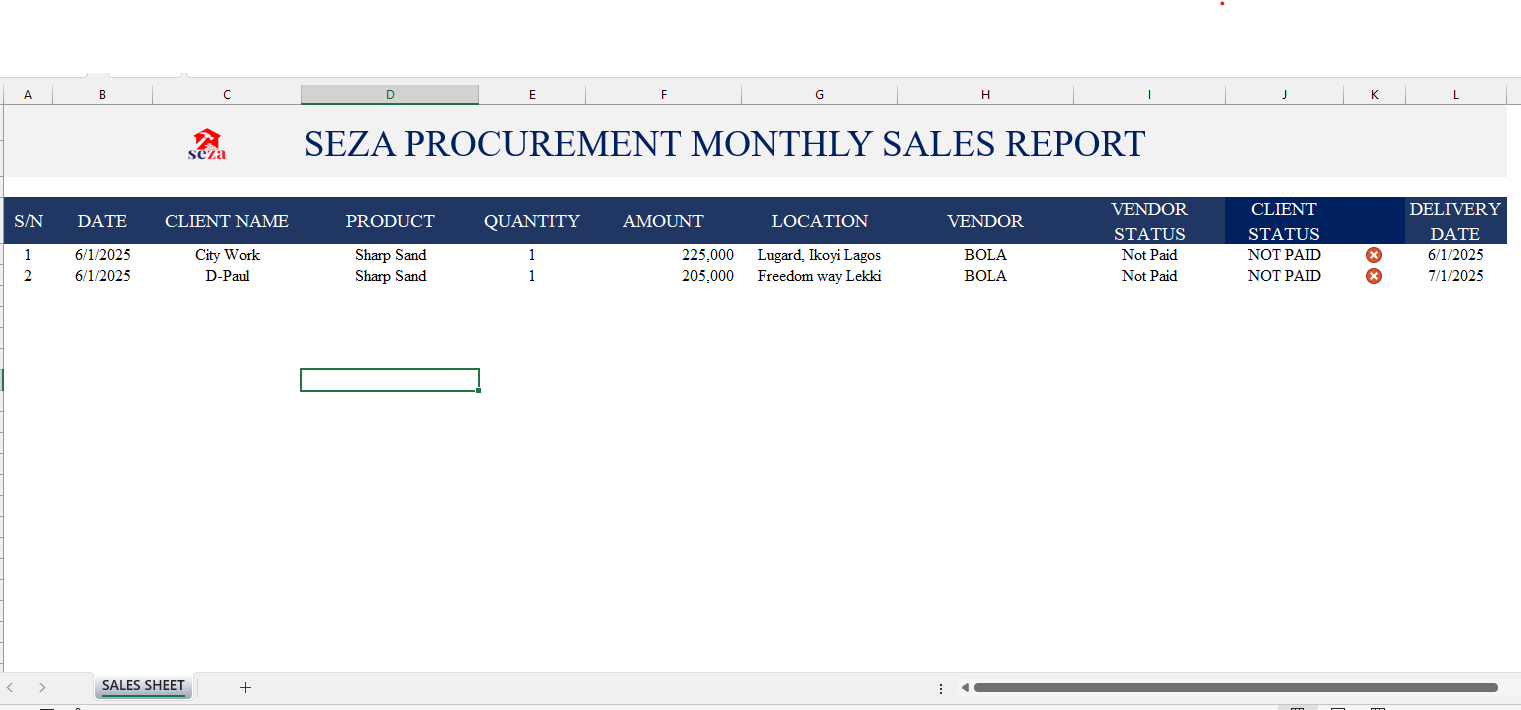 A B C D E F G H I J K L
seza SEZA PROCUREMENT MONTHLY SALES REPORT
S/N DATE CLIENT NAME PRODUCT QUANTITY AMOUNT LOCATION VENDOR VENDOR STATUS CLIENT STATUS DELIVERY DATE
1 6/1/2025 City Work Sharp Sand 1 225,000 Lugard, Ikoyi Lagos BOLA Not Paid NOT PAID 6/1/2025
2 6/1/2025 D-Paul Sharp Sand 1 205,000 Freedom way Lekki BOLA Not Paid NOT PAID 7/1/2025
SALES SHEET